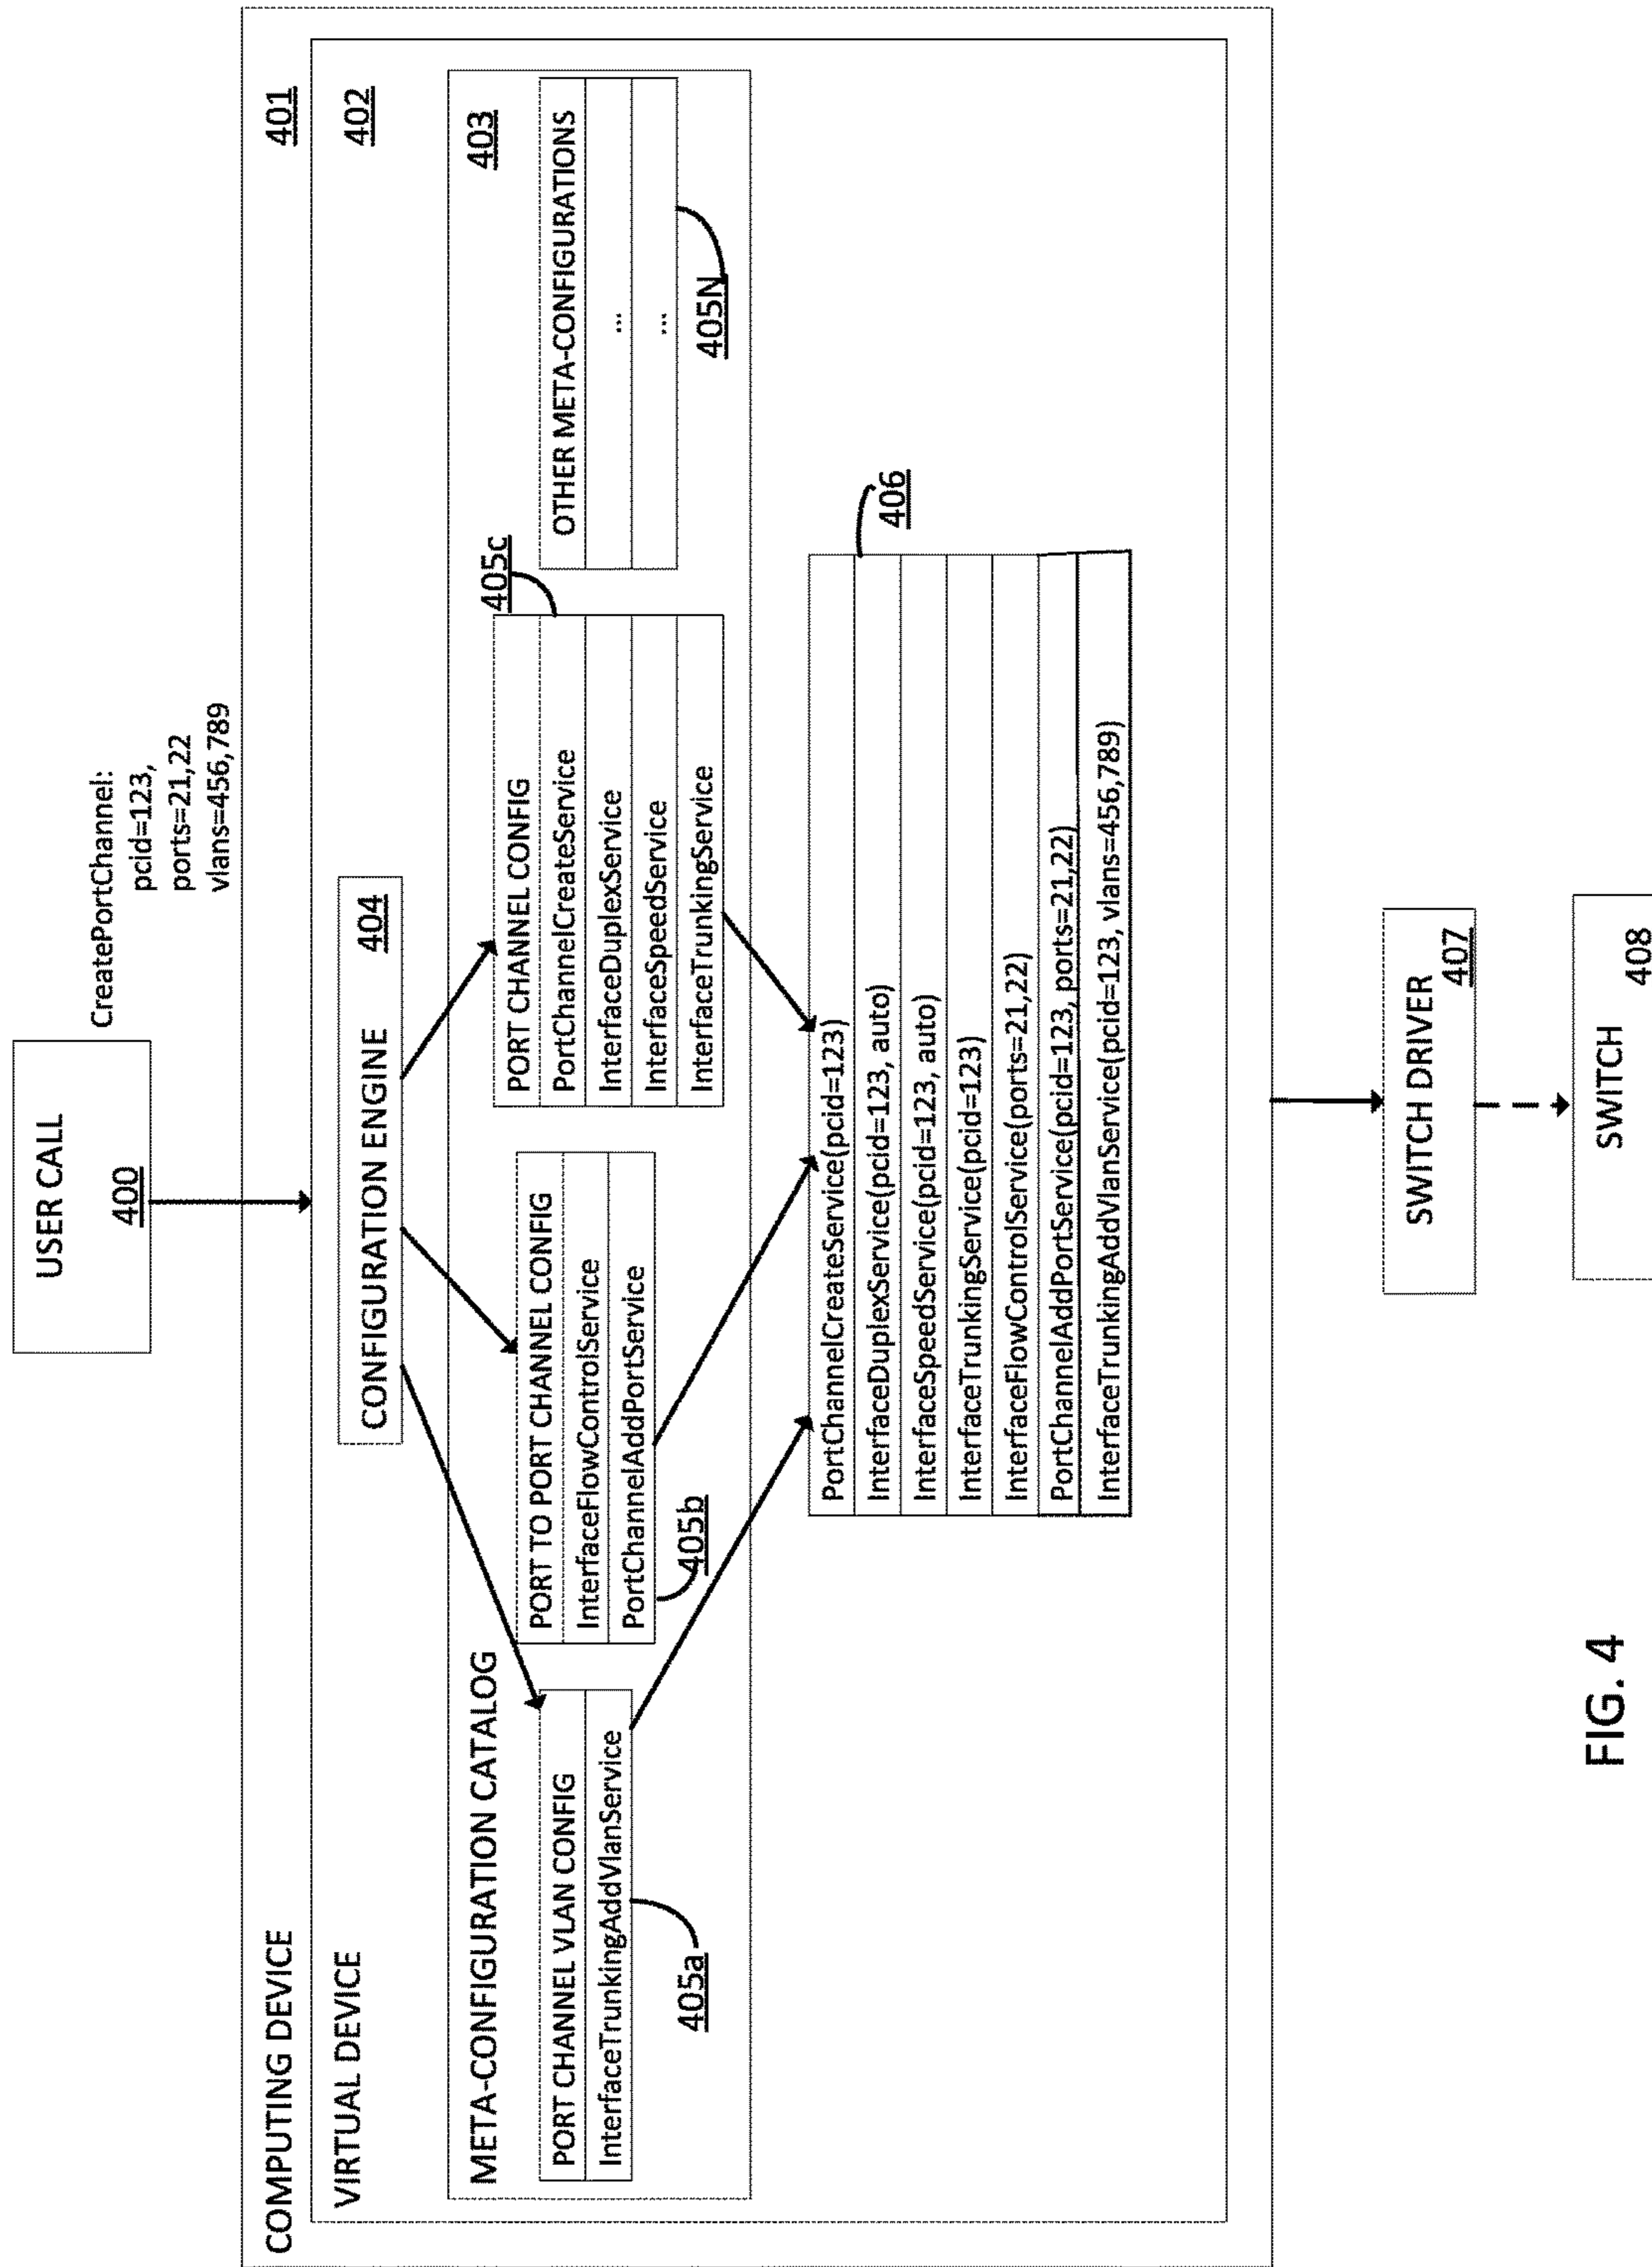 USER CALL
400
CreatePortChannel:
pcid=123,
ports=21,22
vlans=456,789
COMPUTING DEVICE
401
VIRTUAL DEVICE
402
CONFIGURATION ENGINE
404
META-CONFIGURATION CATALOG
403
PORT CHANNEL VLAN CONFIG
InterfaceTrunkingAddVlanService
405a
PORT TO PORT CHANNEL CONFIG
InterfaceFlowControlService
PortChannelAddPortService
405b
PORT CHANNEL CONFIG
PortChannelCreateService
InterfaceDuplexService
InterfaceSpeedService
InterfaceTrunkingService
405c
OTHER META-CONFIGURATIONS
...
...
405N
PortChannelCreateService(pcid=123)
InterfaceDuplexService(pcid=123, auto)
InterfaceSpeedService(pcid=123, auto)
InterfaceTrunkingService(pcid=123)
InterfaceFlowControlService(ports=21,22)
PortChannelAddPortService(pcid=123, ports=21,22)
InterfaceTrunkingAddVlanService(pcid=123, vlans=456,789)
406
SWITCH DRIVER
407
SWITCH
408
FIG. 4